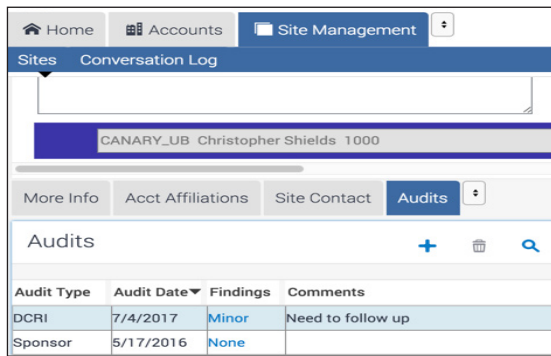 Home Accounts Site Management
Sites Conversation Log
CANARY_UB Christopher Shields 1000
More Info Acct Affiliations Site Contact Audits
Audits
Audit Type Audit Date Findings Comments
DCRI 7/4/2017 Minor Need to follow up
Sponsor 5/17/2016 None